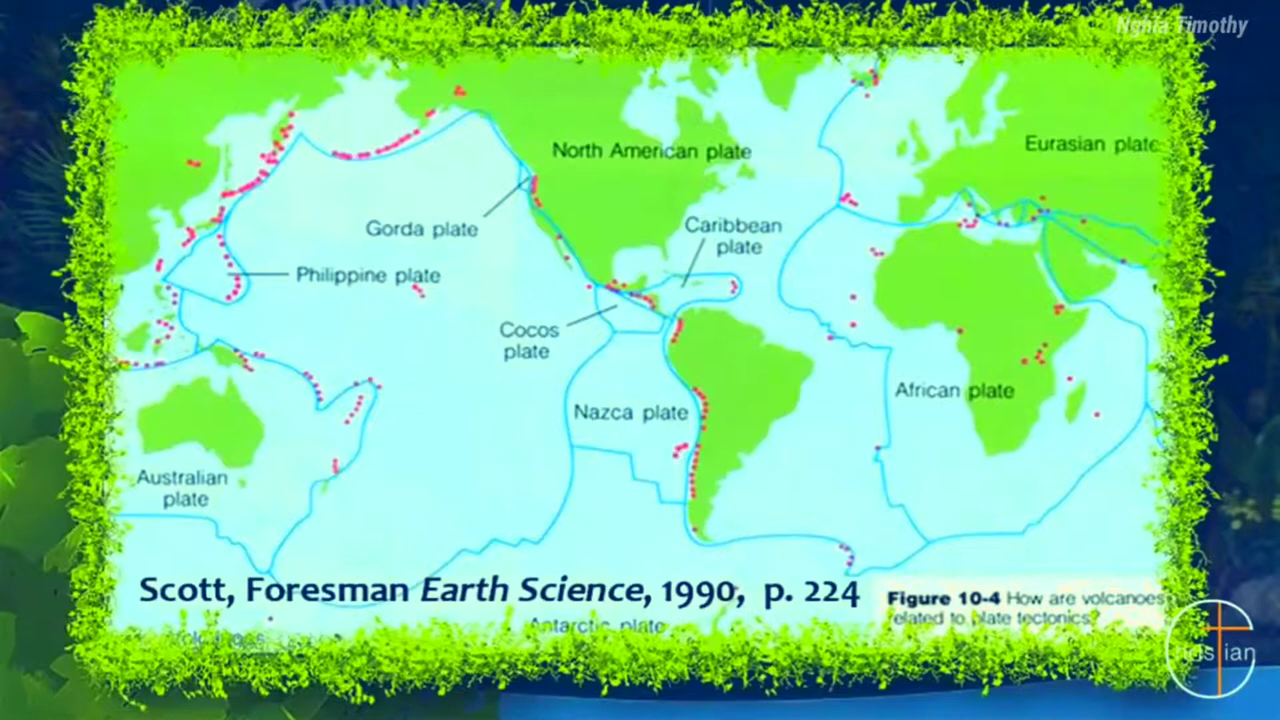 Nghia Timothy
North American plate
Eurasian plate
Gorda plate
Caribbean
plate
Philippine plate
Cocos
plate
African plate
Nazca plate
Australian
plate
Scott, Foresman Earth Science, 1990, p. 224
Figure 10-4 How are volcanoes
related to plate tectonics?
Antarctic plate